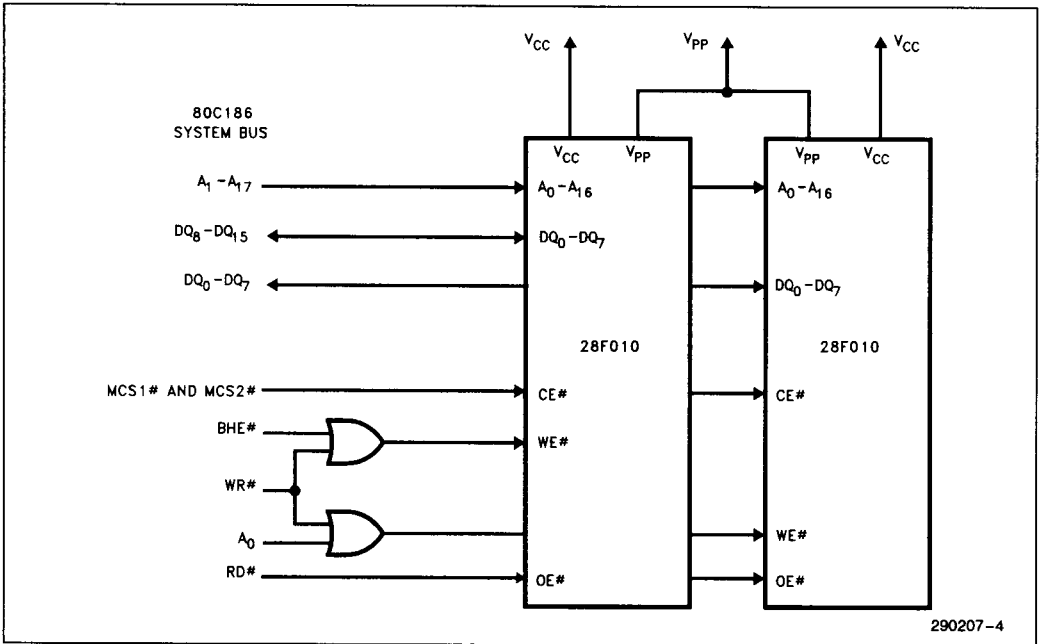 V_CC V_PP V_CC
80C186
SYSTEM BUS
V_CC V_PP V_PP V_CC
A_1 -A_17 A_0-A_16 A_0-A_16
DQ_8-DQ_15 DQ_0-DQ_7
DQ_0-DQ_7 DQ_0-DQ_7
28F010 28F010
MCS1# AND MCS2# CE# CE#
BHE# WE#
WR#
A_0 WE#
RD# OE# OE#
290207-4